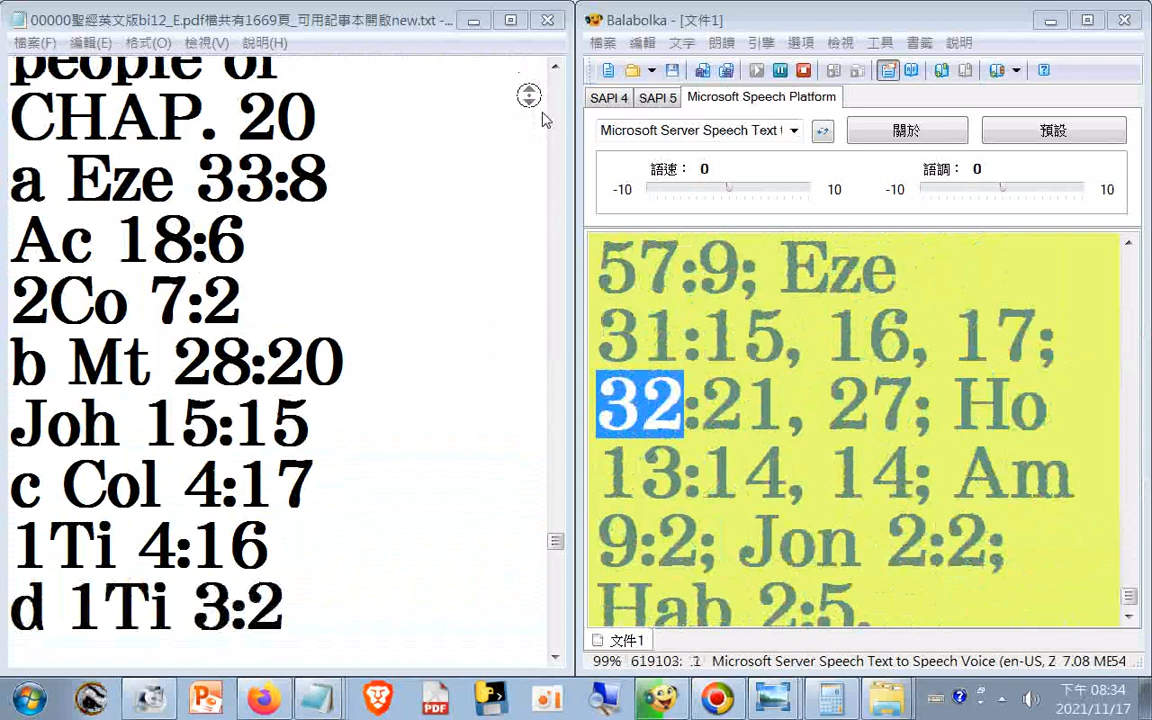 00000聖經英文版bi12_E.pdf檔共有1669頁_可用記事本開啟new.txt -...
檔案(F) 編輯(E) 格式(O) 檢視(V) 說明(H)
people of
CHAP. 20
a Eze 33:8
Ac 18:6
2Co 7:2
b Mt 28:20
Joh 15:15
c Col 4:17
1Ti 4:16
d 1Ti 3:2
Balabolka - [文件1]
檔案 編輯 文字 朗讀 引擎 選項 檢視 工具 書籤 說明
SAPI 4 SAPI 5 Microsoft Speech Platform
Microsoft Server Speech Text 關於 預設
語速： 0 語調： 0
-10 10 -10 10
57:9; Eze
31:15, 16, 17;
32:21, 27; Ho
13:14, 14; Am
9:2; Jon 2:2;
Hab 2:5.
文件1
99% 619103: Microsoft Server Speech Text to Speech Voice (en-US, Z 7.08 ME54
PDF
下午 08:34
2021/11/17